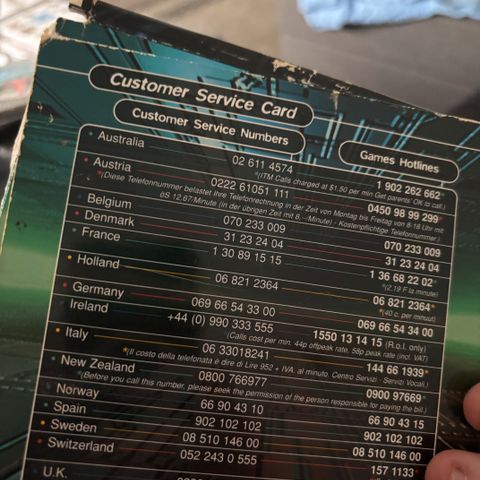 Customer Service Card
Customer Service Numbers
Games Hotlines
Australia 02 611 4574 1 902 262 662*
*(ITM Calls charged at $1.50 per min Get parents' OK to call.)
Austria 0222 61051 111 0450 98 99 299*
*(Diese Telefonnummer belastet Ihre Telefonrechnung in der Zeit von Montag bis Freitag von 8-18 Uhr mit
öS 12.67/Minute (in der übrigen Zeit mit 8,--/Minute) - Kostenpflichtige Telefonnummer.)
Belgium 070 233 009 070 233 009
Denmark 31 23 24 04 31 23 24 04
France 1 30 89 15 15 1 36 68 22 02*
*(2.19 F la minute)
Holland 06 821 2364 06 821 2364*
*(40 c. per minuut)
Germany 069 66 54 33 00 069 66 54 34 00
Ireland +44 (0) 990 333 555 1550 13 14 15 (R.o.I. only)
(Calls cost per min. 44p offpeak rate, 58p peak rate (incl. VAT)
Italy 06 33018241 144 66 1939*
*(Il costo della telefonata è dire di Lire 952 + IVA. al minuto. Centro Servizi - Servizi Vocali.)
New Zealand 0800 766977 0900 97669*
*(Before you call this number, please seek the permission of the person responsible for paying the bill.)
Norway 66 90 43 10 66 90 43 15
Spain 902 102 102 902 102 102
Sweden 08 510 146 00 08 510 146 00
Switzerland 052 243 0 555 157 1133*
U.K.